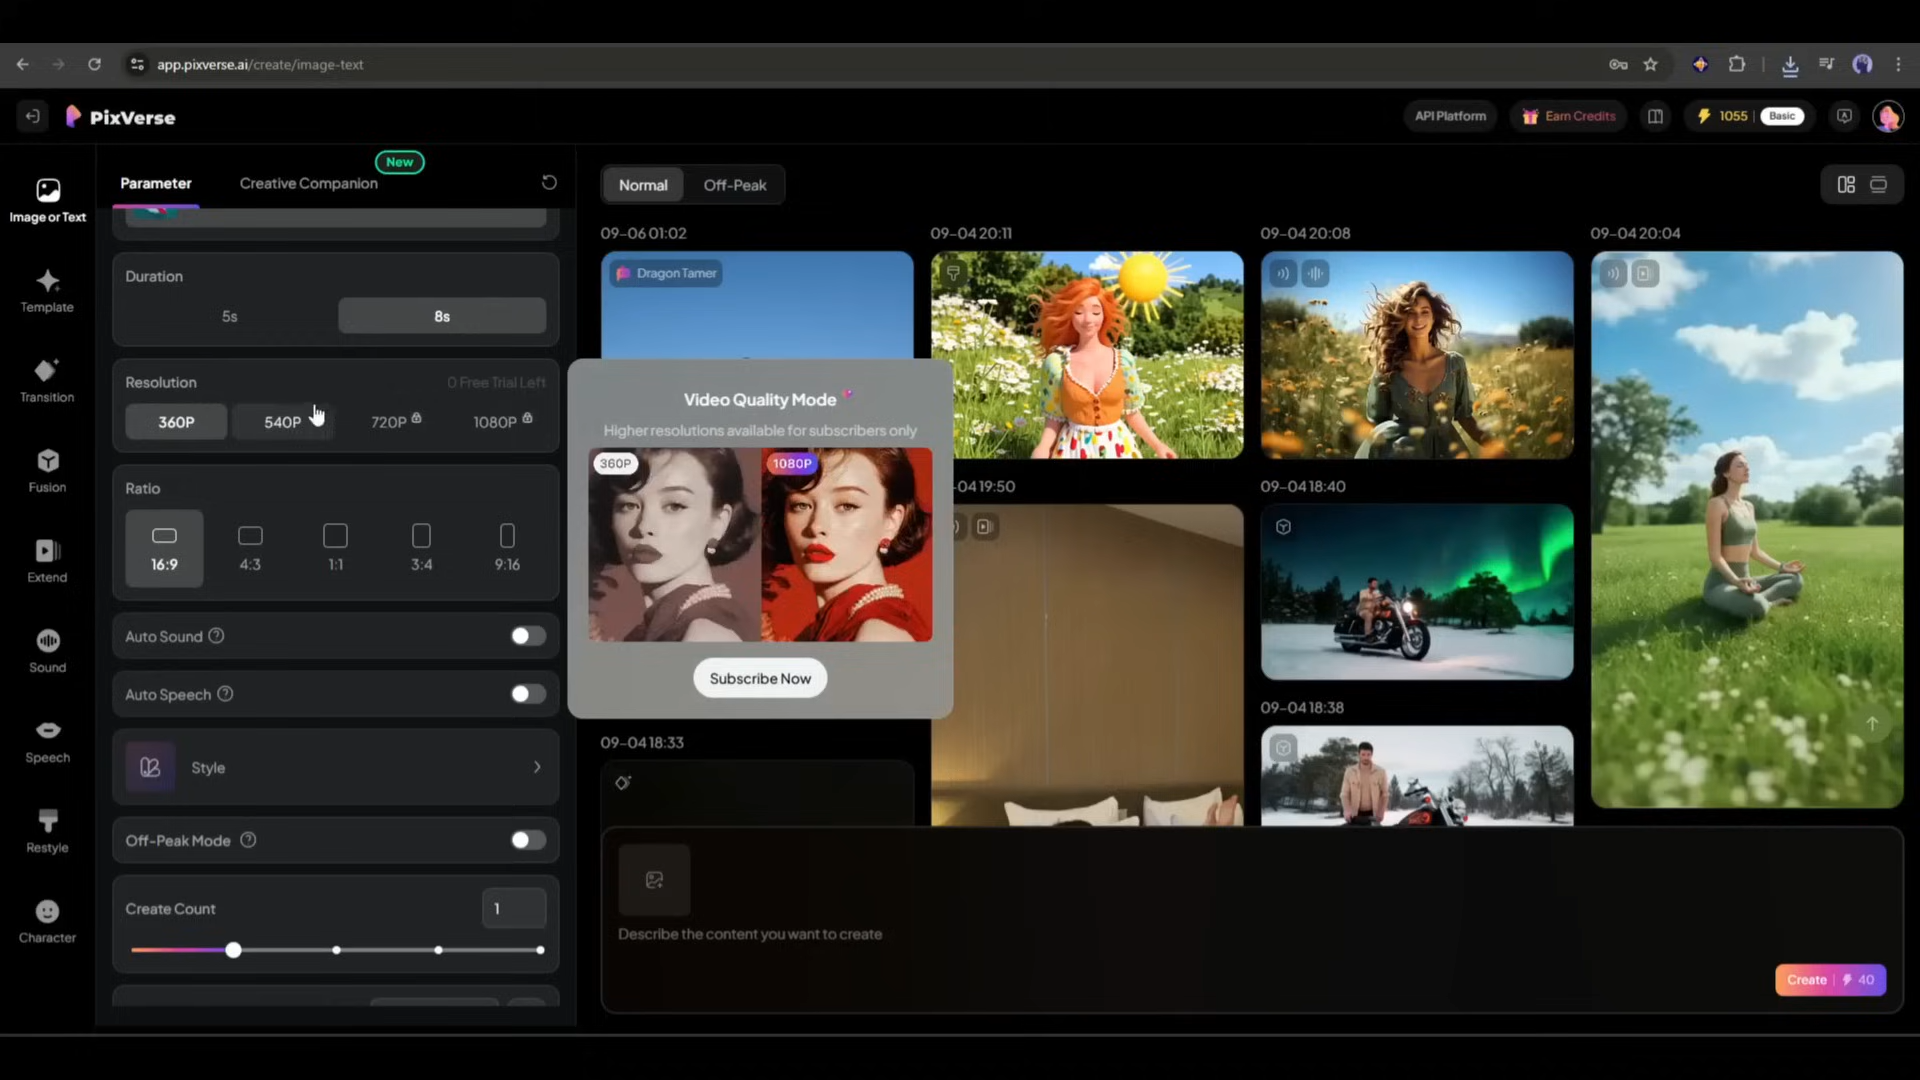 app.pixverse.ai/create/image-text
PixVerse
API Platform
Earn Credits
1055
Basic
Image or Text
Template
Transition
Fusion
Extend
Sound
Speech
Restyle
Character
Parameter
Creative Companion
New
Duration
5s
8s
Resolution
0 Free Trial Left
360P
540P
720P
1080P
Ratio
16:9
4:3
1:1
3:4
9:16
Auto Sound
Auto Speech
Style
Off-Peak Mode
Create Count
1
Normal
Off-Peak
09-06 01:02
09-04 20:11
09-04 20:08
09-04 20:04
Dragon Tamer
Video Quality Mode
Higher resolutions available for subscribers only
360P
1080P
Subscribe Now
-04 19:50
09-04 18:40
09-04 18:38
09-04 18:33
Describe the content you want to create
Create
40